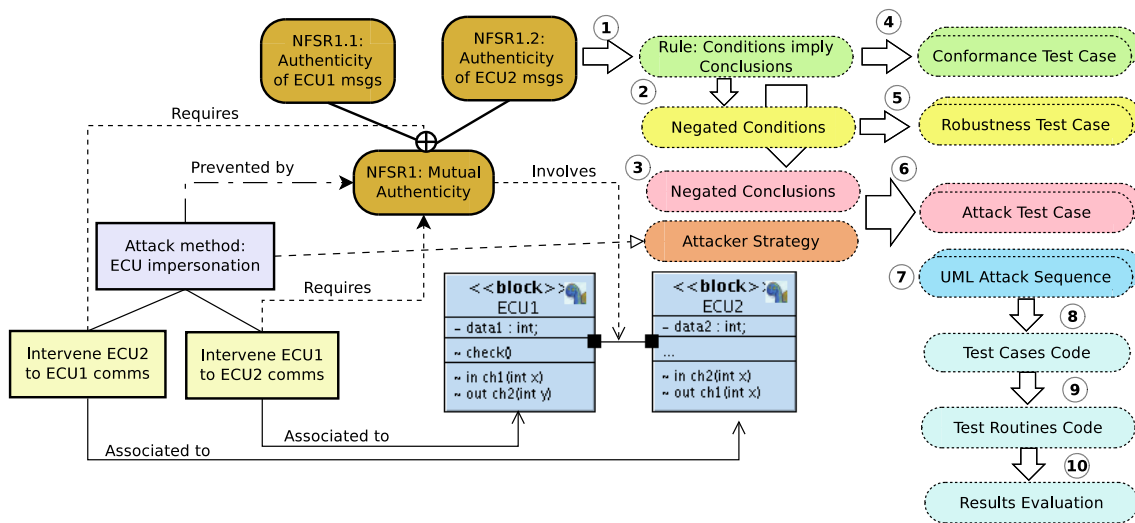 NFSR1.1:
Authenticity
of ECU1 msgs
NFSR1.2:
Authenticity
of ECU2 msgs
1
Rule: Conditions imply
Conclusions
4
Conformance Test Case
2
Negated Conditions
5
Robustness Test Case
Requires
Prevented by
NFSR1: Mutual
Authenticity
Involves
3
Negated Conclusions
6
Attack Test Case
Attacker Strategy
Attack method:
ECU impersonation
7
UML Attack Sequence
8
Test Cases Code
9
Test Routines Code
10
Results Evaluation
Requires
Intervene ECU2
to ECU1 comms
Intervene ECU1
to ECU2 comms
<<block>>
ECU1
- data1 : int;
~ check()
~ in ch1(int x)
~ out ch2(int y)
<<block>>
ECU2
- data2 : int;
...
~ in ch2(int x)
~ out ch1(int x)
Associated to
Associated to